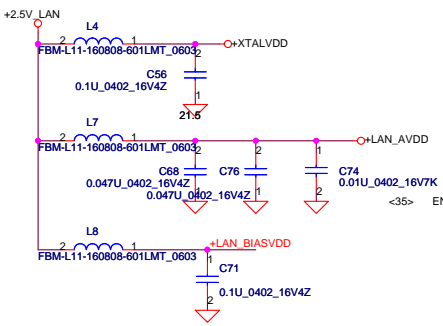 +2.5V_LAN
L4
2 1
FBM-L11-160808-601LMT_0603
+XTALVDD
2
C56
0.1U_0402_16V4Z
1
21.5
L7
2 1
FBM-L11-160808-601LMT_0603
+LAN_AVDD
2 2 1
C68 C76 C74
0.047U_0402_16V4Z 0.01U_0402_16V7K
0.047U_0402_16V4Z
1 1 2
<35> EN
L8
2 1
FBM-L11-160808-601LMT_0603
+LAN_BIASVDD
1
C71
0.1U_0402_16V4Z
2